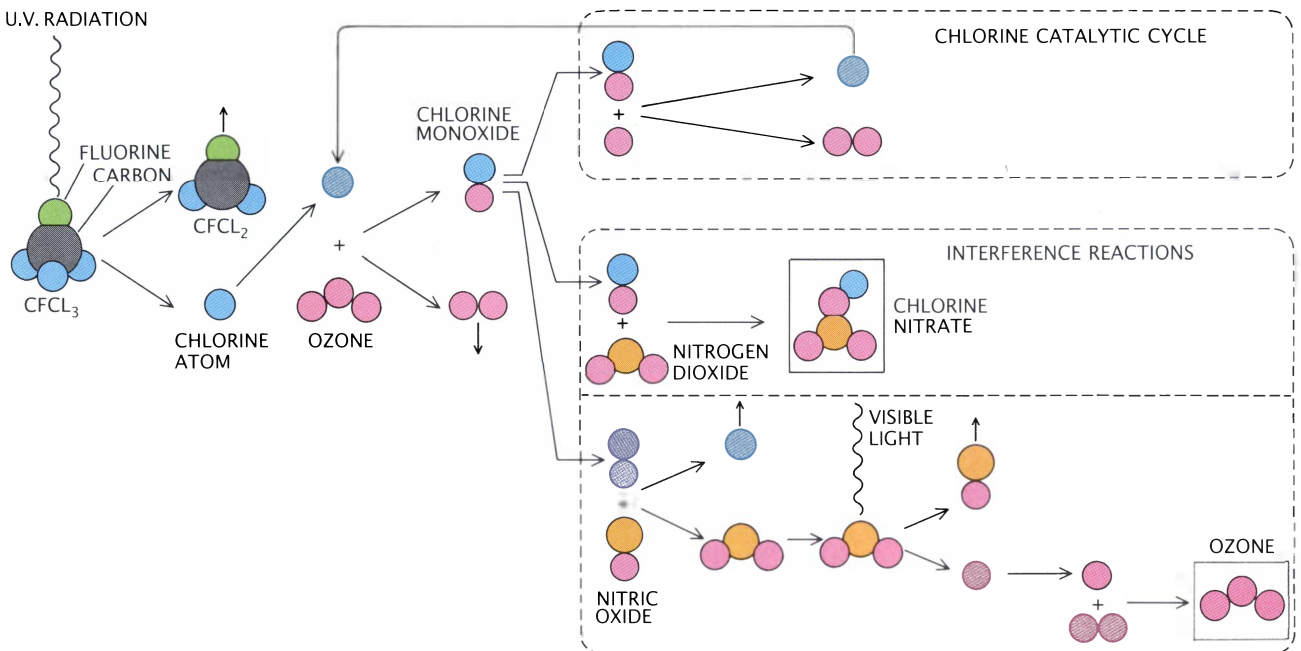 U.V. RADIATION
CHLORINE CATALYTIC CYCLE
CHLORINE
MONOXIDE
FLUORINE
CARBON
CFCL₂
CFCL₃
CHLORINE
ATOM
OZONE
INTERFERENCE REACTIONS
CHLORINE
NITRATE
NITROGEN
DIOXIDE
VISIBLE
LIGHT
NITRIC
OXIDE
OZONE
+
+
+
+